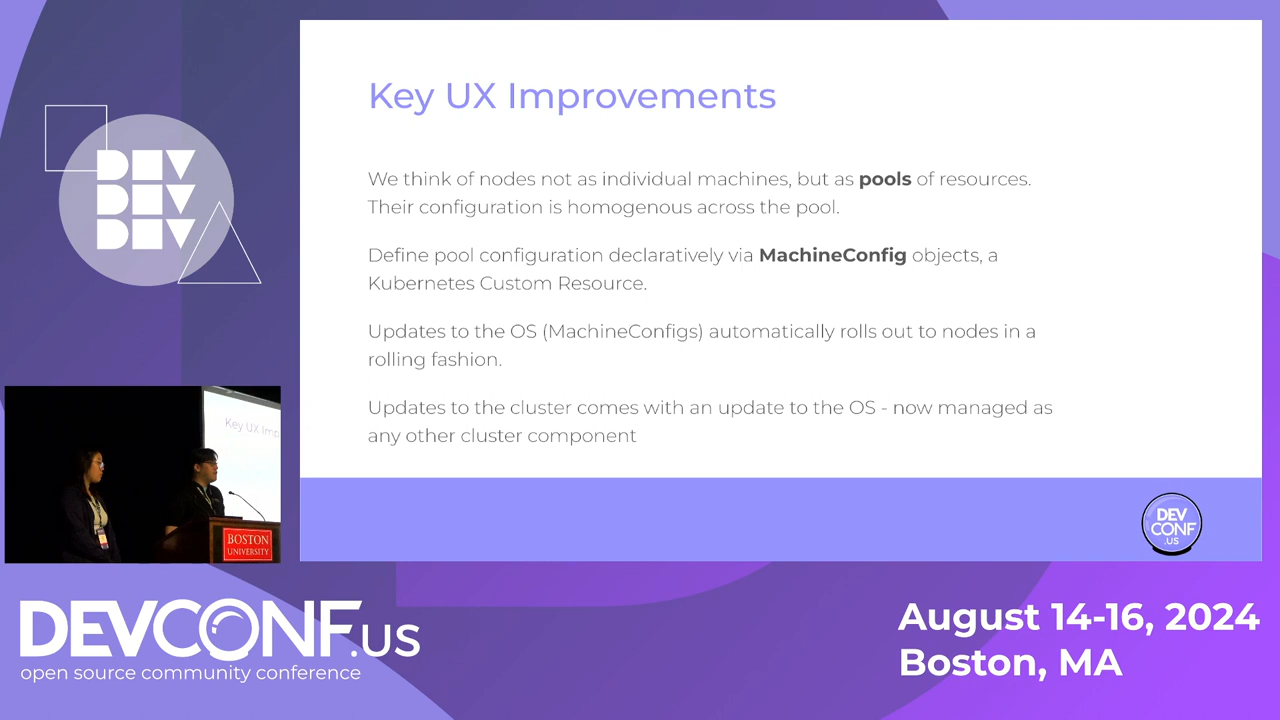 DEV
DEV
DEV
Key UX Improvements
We think of nodes not as individual machines, but as pools of resources.
Their configuration is homogenous across the pool.
Define pool configuration declaratively via MachineConfig objects, a
Kubernetes Custom Resource.
Updates to the OS (MachineConfigs) automatically rolls out to nodes in a
rolling fashion.
Updates to the cluster comes with an update to the OS - now managed as
any other cluster component
DEV
CONF
.US
Key UX Imp
BOSTON
UNIVERSITY
DEVCONF.US
open source community conference
August 14-16, 2024
Boston, MA